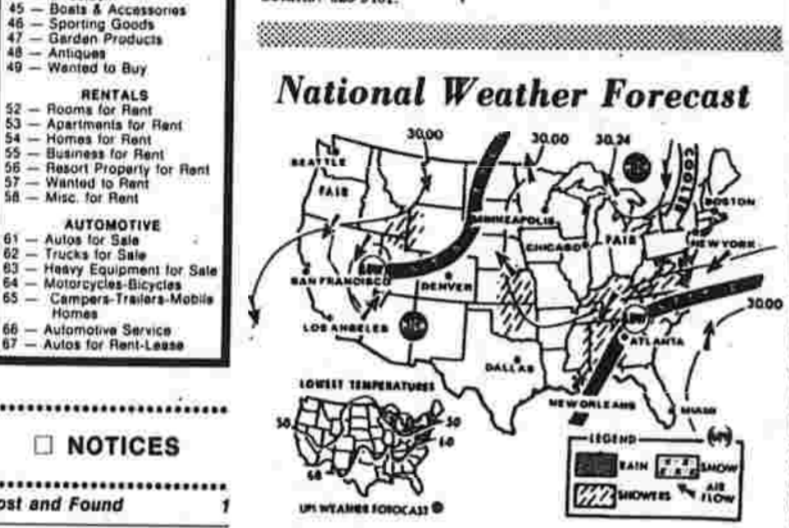 45 — Boats & Accessories
46 — Sporting Goods
47 — Garden Products
48 — Antiques
49 — Wanted to Buy
RENTALS
52 — Rooms for Rent
53 — Apartments for Rent
54 — Homes for Rent
55 — Business for Rent
56 — Resort Property for Rent
57 — Wanted to Rent
58 — Misc. for Rent
AUTOMOTIVE
61 — Autos for Sale
62 — Trucks for Sale
63 — Heavy Equipment for Sale
64 — Motorcycles-Bicycles
65 — Campers-Trailers-Mobile
Homes
66 — Automotive Service
67 — Autos for Rent-Lease
☐ NOTICES
ost and Found 1
National Weather Forecast
30.00
30.00
30.24
SEATTLE
FAIR
COOLER
BOSTON
MINNEAPOLIS
NEW YORK
CHICAGO
FAIR
LOW
SAN FRANCISCO
DENVER
30.00
LOW
LOS ANGELES
ATLANTA
DALLAS
LOWEST TEMPERATURES
NEW ORLEANS
MIAMI
50
50
60
68
LEGEND
RAIN
SNOW
SHOWERS
AIR
FLOW
UPI WEATHER FOTOCAST